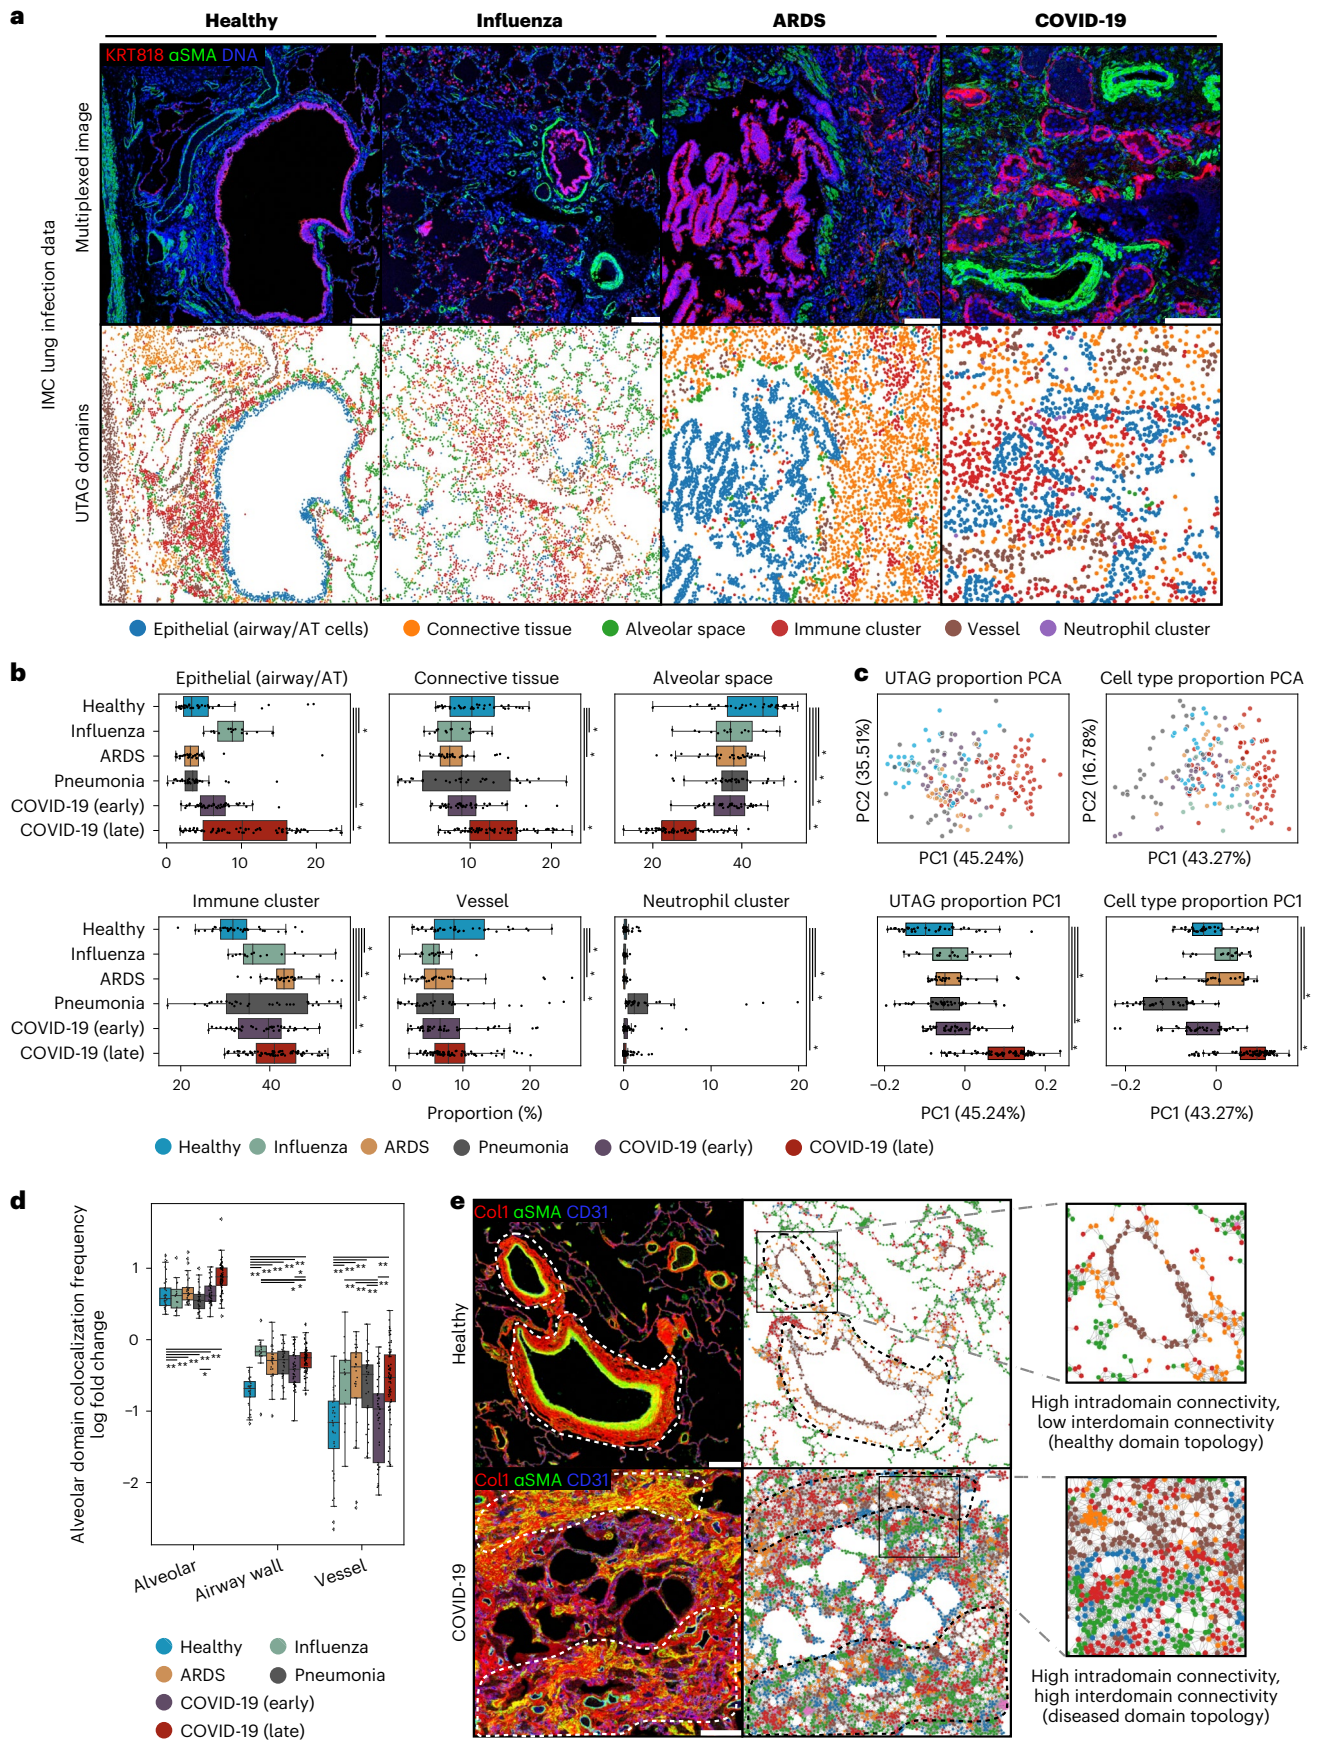 a
Healthy
Influenza
ARDS
COVID-19
KRT818 αSMA DNA
IMC lung infection data
Multiplexed image
UTAG domains
Epithelial (airway/AT cells)
Connective tissue
Alveolar space
Immune cluster
Vessel
Neutrophil cluster
b
Epithelial (airway/AT)
Connective tissue
Alveolar space
Healthy
Influenza
ARDS
Pneumonia
COVID-19 (early)
COVID-19 (late)
0 10 20
10 20
20 40
* * *
* *
* * * *
Immune cluster
Vessel
Neutrophil cluster
Healthy
Influenza
ARDS
Pneumonia
COVID-19 (early)
COVID-19 (late)
20 40
0 10 20
0 10 20
* * * * *
* * *
* * *
Proportion (%)
Healthy
Influenza
ARDS
Pneumonia
COVID-19 (early)
COVID-19 (late)
c
UTAG proportion PCA
Cell type proportion PCA
PC2 (35.51%)
PC1 (45.24%)
PC2 (16.78%)
PC1 (43.27%)
UTAG proportion PC1
Cell type proportion PC1
* * *
* *
−0.2 0 0.2
−0.2 0
PC1 (45.24%)
PC1 (43.27%)
d
Alveolar domain colocalization frequency
log fold change
1
0
−1
−2
Alveolar
Airway wall
Vessel
Healthy
Influenza
ARDS
Pneumonia
COVID-19 (early)
COVID-19 (late)
e
Healthy
Col1 αSMA CD31
COVID-19
Col1 αSMA CD31
High intradomain connectivity,
low interdomain connectivity
(healthy domain topology)
High intradomain connectivity,
high interdomain connectivity
(diseased domain topology)